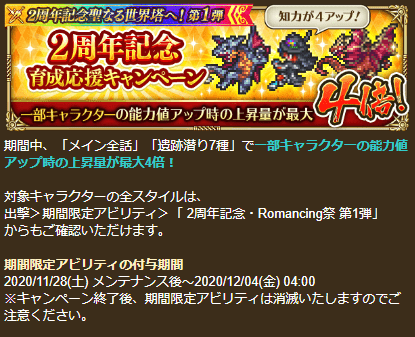 2周年記念聖なる世界塔へ！第1弾
知力が4アップ！
2周年記念
育成応援キャンペーン
一部キャラクターの能力値アップ時の上昇量が最大4倍！
期間中、「メイン全話」「遺跡潜り7種」で一部キャラクターの能力値
アップ時の上昇量が最大4倍！
対象キャラクターの全スタイルは、
出撃＞期間限定アビリティ＞「 2周年記念・Romancing祭 第1弾」
からもご確認いただけます。
期間限定アビリティの付与期間
2020/11/28(土) メンテナンス後～2020/12/04(金) 04:00
※キャンペーン終了後、期間限定アビリティは消滅いたしますのでご
注意ください。